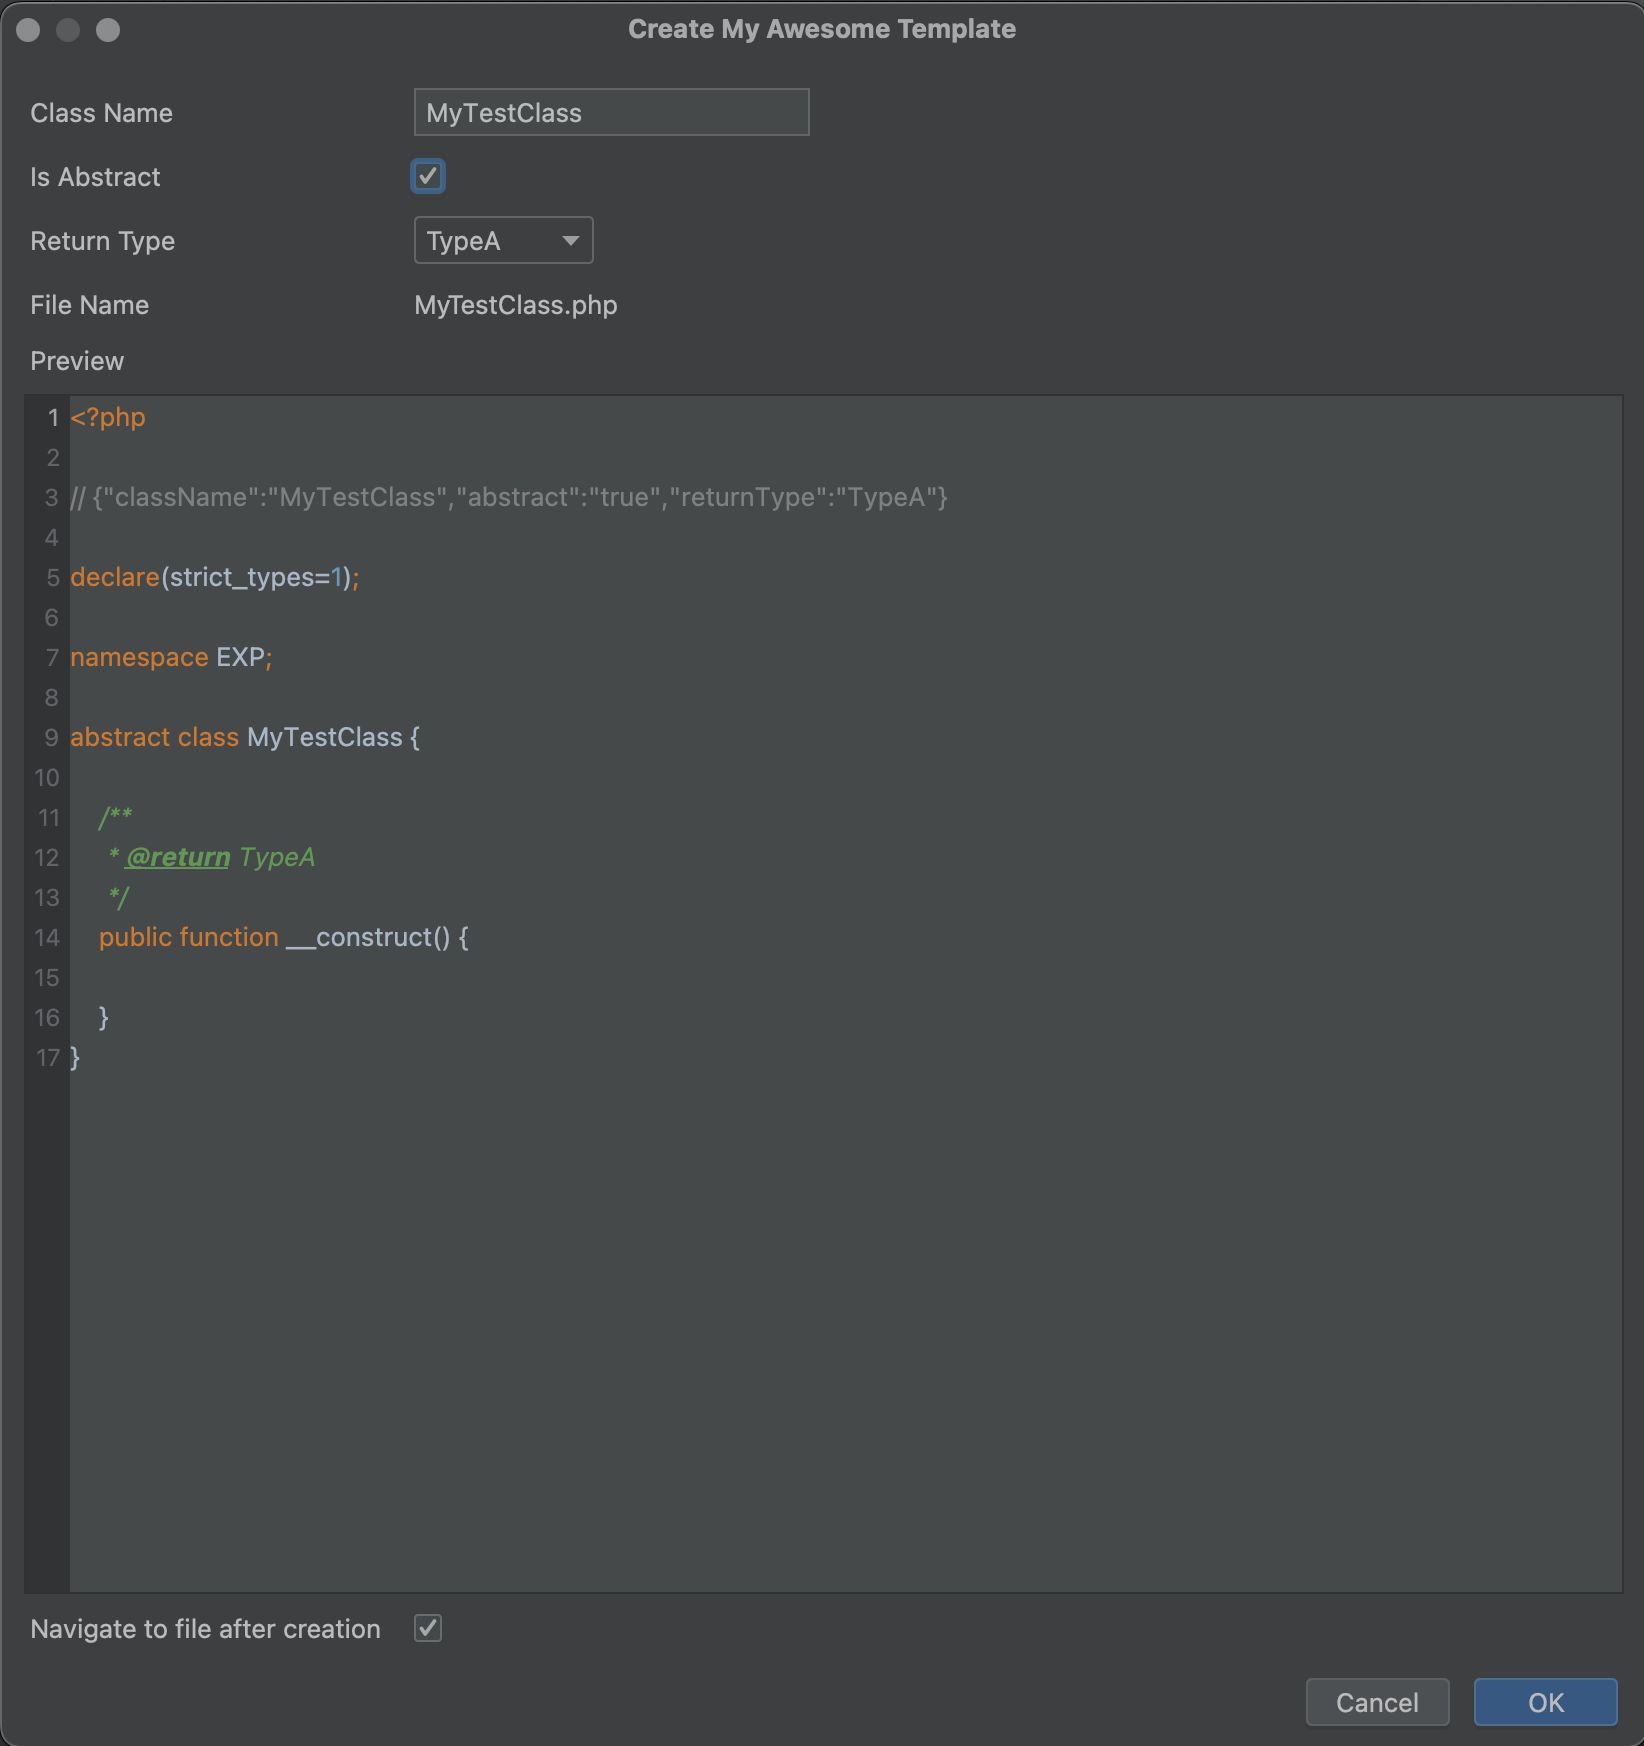 Create My Awesome Template
Class Name MyTestClass
Is Abstract
Return Type TypeA
File Name MyTestClass.php
Preview
1 <?php
2
3 // {"className":"MyTestClass","abstract":"true","returnType":"TypeA"}
4
5 declare(strict_types=1);
6
7 namespace EXP;
8
9 abstract class MyTestClass {
10
11 /**
12 * @return TypeA
13 */
14 public function __construct() {
15
16 }
17 }
Navigate to file after creation
Cancel OK